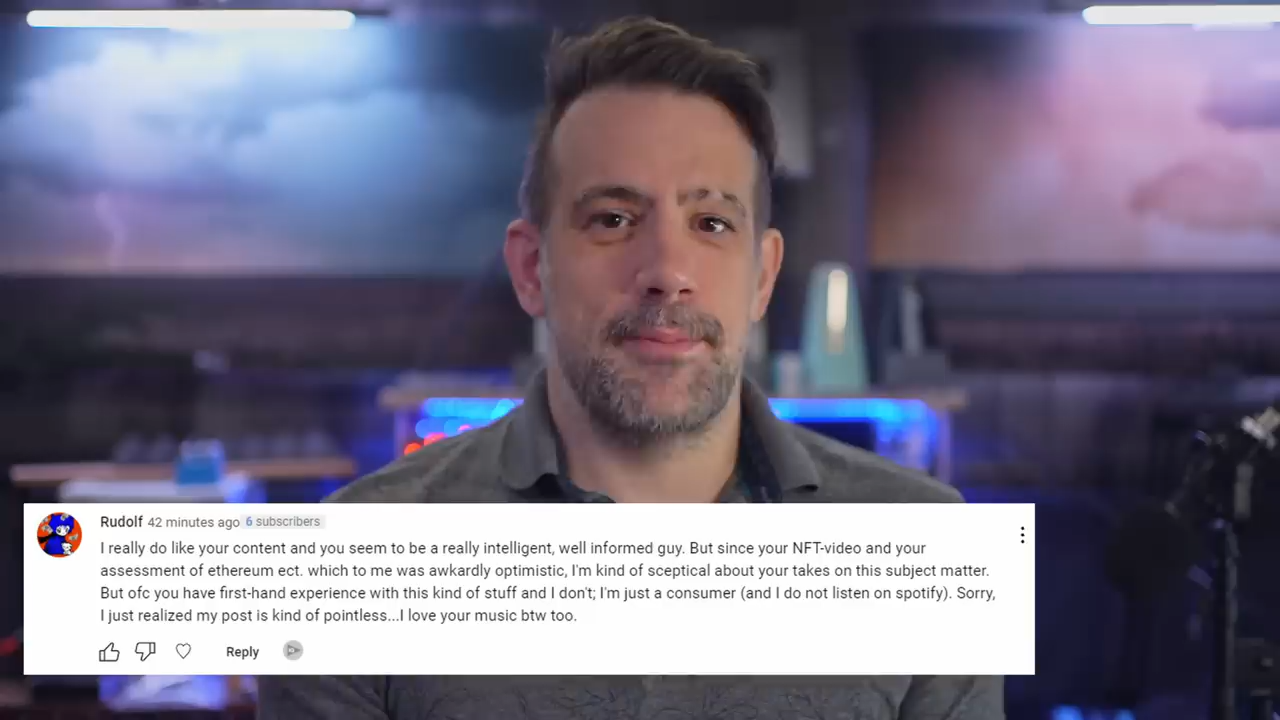 Rudolf 42 minutes ago 6 subscribers
I really do like your content and you seem to be a really intelligent, well informed guy. But since your NFT-video and your
assessment of ethereum ect. which to me was awkardly optimistic, I'm kind of sceptical about your takes on this subject matter.
But ofc you have first-hand experience with this kind of stuff and I don't; I'm just a consumer (and I do not listen on spotify). Sorry,
I just realized my post is kind of pointless...I love your music btw too.
Reply